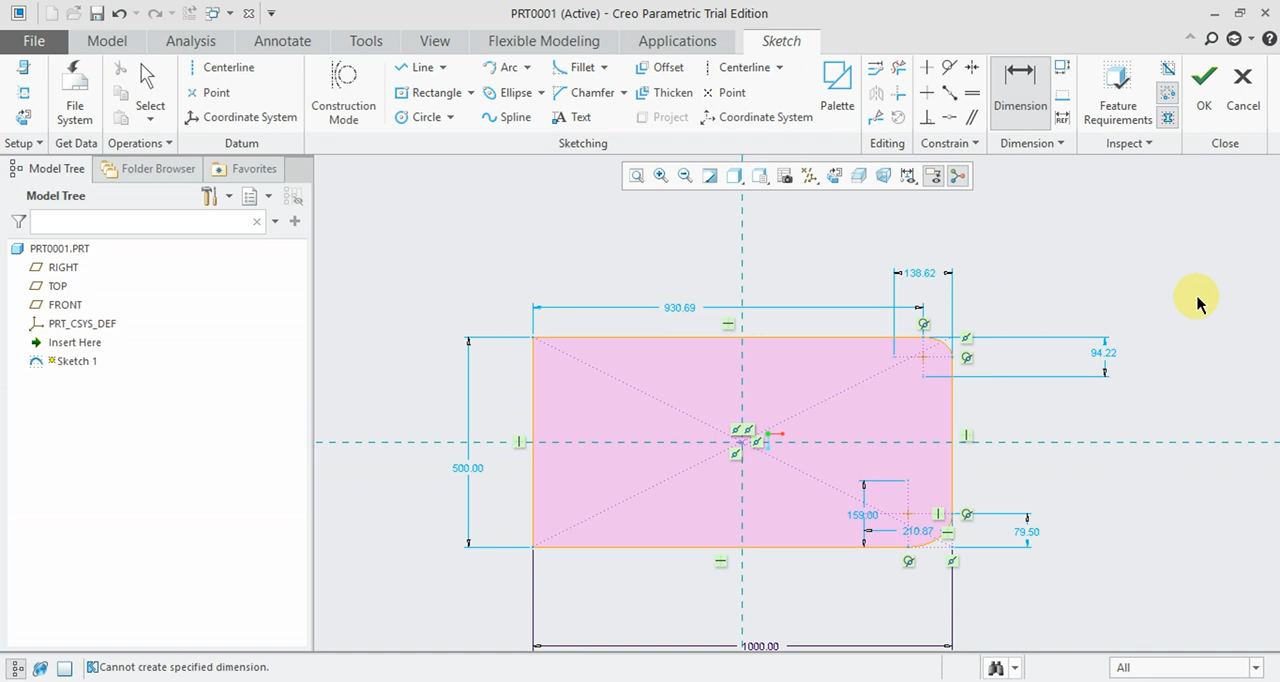 PRT0001 (Active) - Creo Parametric Trial Edition
File Model Analysis Annotate Tools View Flexible Modeling Applications Sketch
Centerline Line Arc Fillet Offset Centerline
Point Rectangle Ellipse Chamfer Thicken Point
Coordinate System Circle Spline Text Project Coordinate System
File System Select Construction Mode Palette Dimension REF Feature Requirements OK Cancel
Setup Get Data Operations Datum Sketching Editing Constrain Dimension Inspect Close
Model Tree Folder Browser Favorites
Model Tree
PRT0001.PRT
RIGHT
TOP
FRONT
PRT_CSYS_DEF
Insert Here
Sketch 1
138.62
930.69
94.22
500.00
159.00
210.87
79.50
1000.00
Cannot create specified dimension.
All